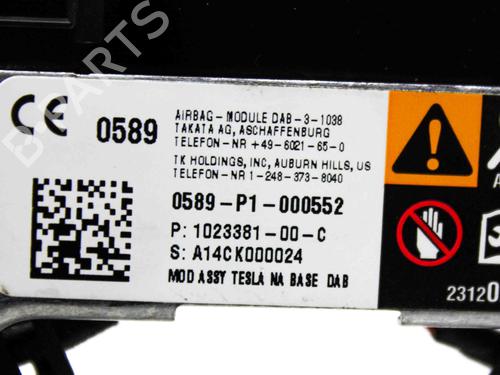 B-PARTS
CE 0589
AIRBAG-MODULE DAB-3-1038
TAKATA AG, ASCHAFFENBURG
TELEFON-NR +49-6021-65-0
TK HOLDINGS, INC, AUBURN HILLS, US
TELEFON-NR 1-248-373-8040
0589-P1-000552
P: 1023381-00-C
S: A14CK000024
MOD ASSY TESLA NA BASE DAB
A
23120